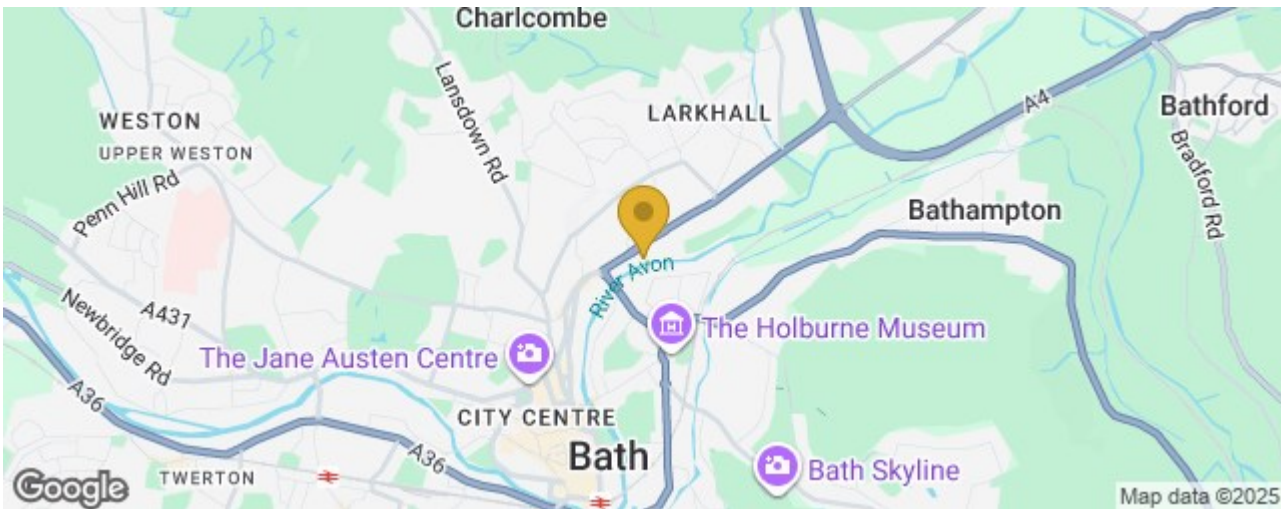 Charlcombe
Lansdown Rd
LARKHALL
A4
Bathford
WESTON
UPPER WESTON
Penn Hill Rd
Bradford Rd
Bathampton
River Avon
Newbridge Rd
A431
The Holburne Museum
The Jane Austen Centre
A36
CITY CENTRE
Bath
A36
Bath Skyline
TWERTON
Google
Map data ©2025